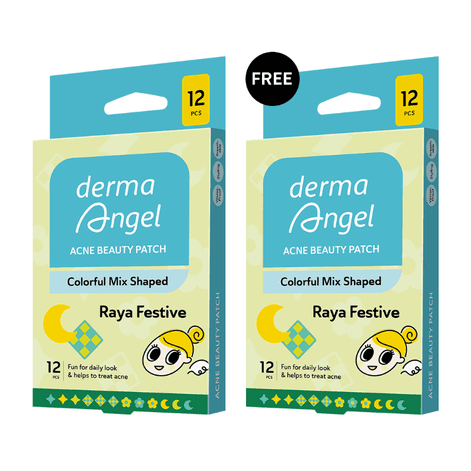 12
PCS
derma
Angel
ACNE BEAUTY PATCH
Colorful Mix Shaped
Raya Festive
12
PCS
Fun for daily look
& helps to treat acne
ACNE BEAUTY PATCH
FREE
12
PCS
derma
Angel
ACNE BEAUTY PATCH
Colorful Mix Shaped
Raya Festive
12
PCS
Fun for daily look
& helps to treat acne
ACNE BEAUTY PATCH